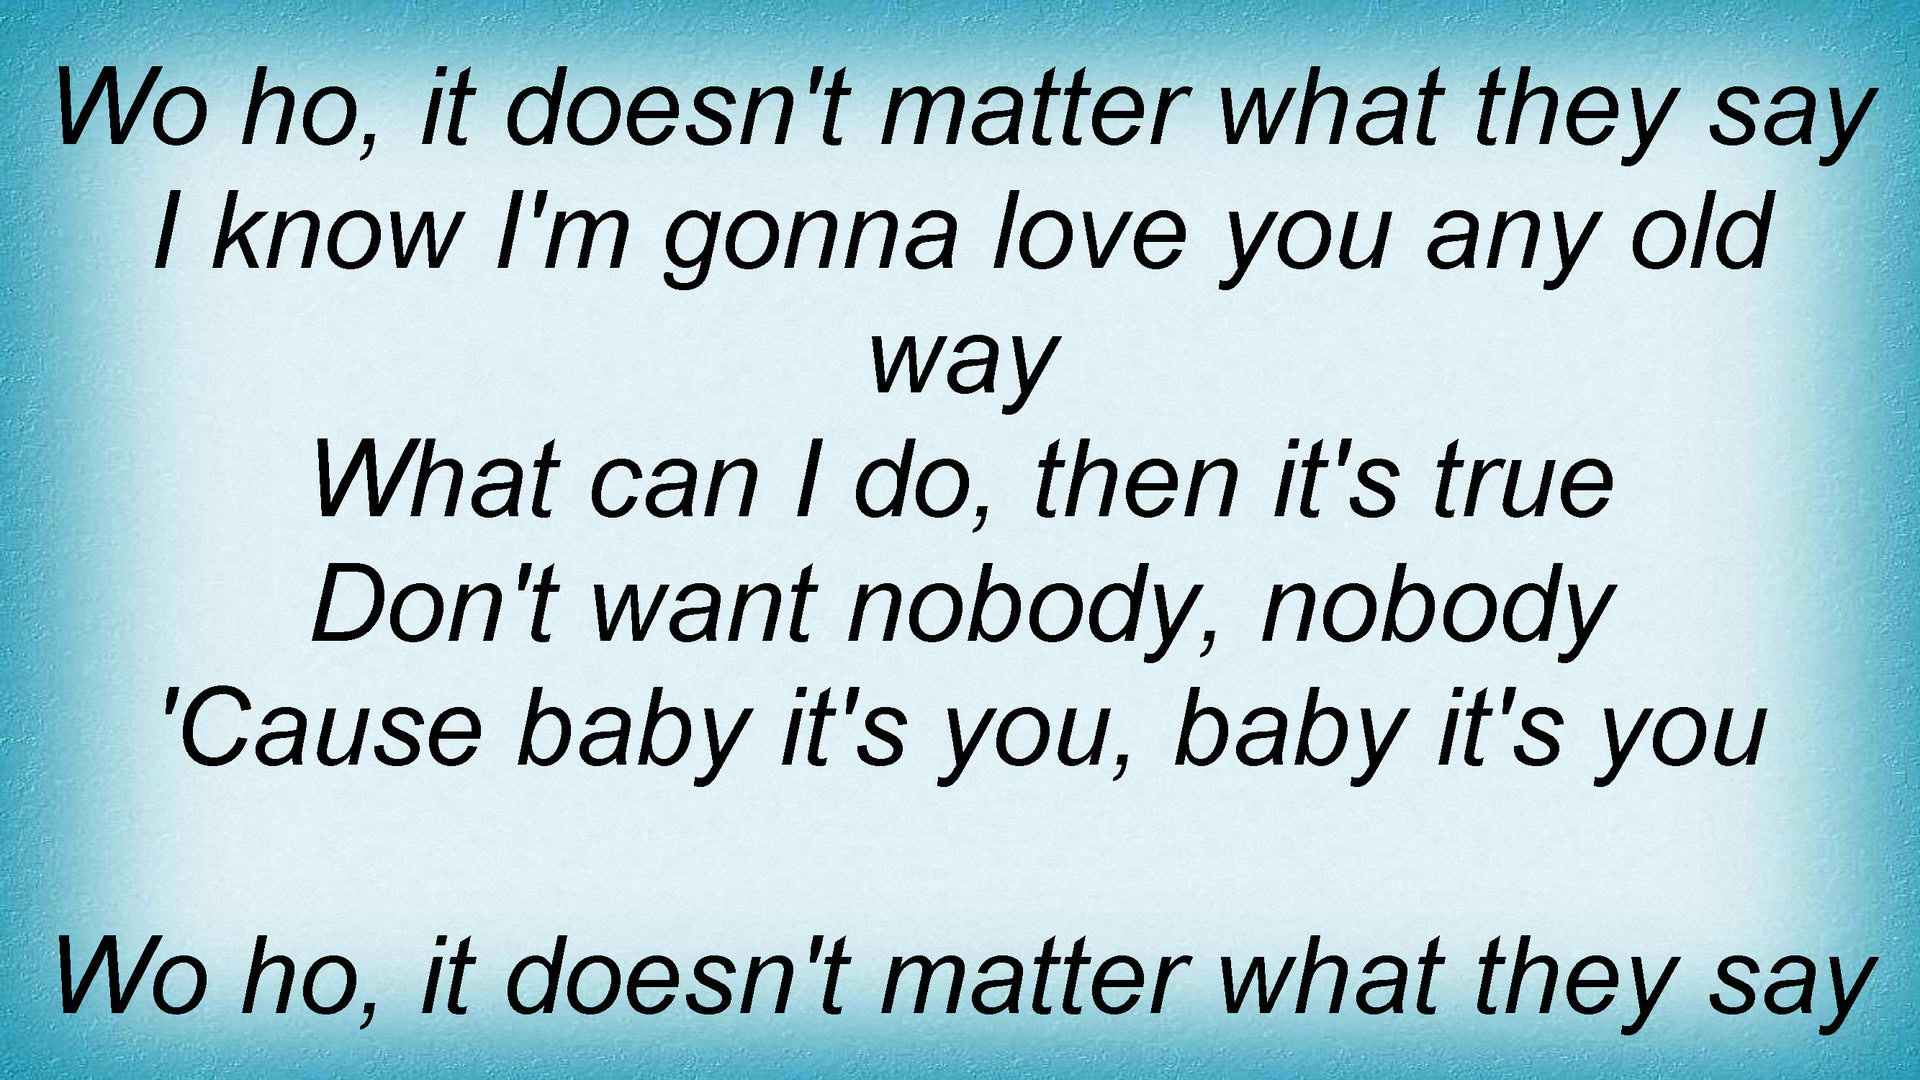 Wo ho, it doesn't matter what they say
I know I'm gonna love you any old
way
What can I do, then it's true
Don't want nobody, nobody
'Cause baby it's you, baby it's you
Wo ho, it doesn't matter what they say